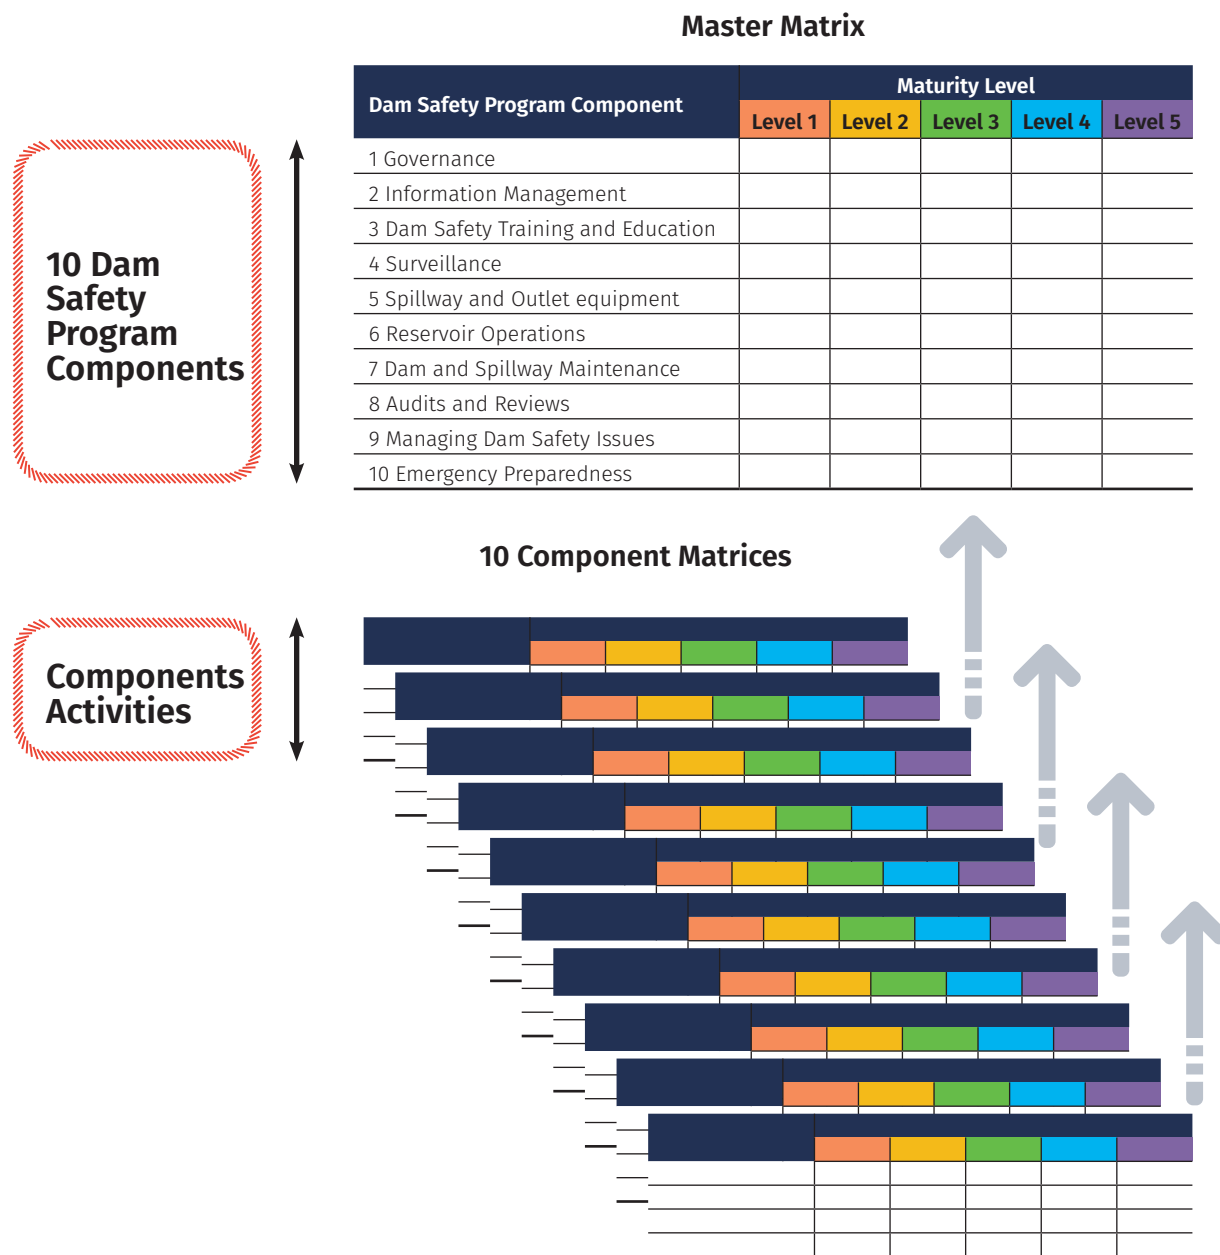 Master Matrix
Dam Safety Program Component
Maturity Level
Level 1 Level 2 Level 3 Level 4 Level 5
1 Governance
2 Information Management
3 Dam Safety Training and Education
4 Surveillance
5 Spillway and Outlet equipment
6 Reservoir Operations
7 Dam and Spillway Maintenance
8 Audits and Reviews
9 Managing Dam Safety Issues
10 Emergency Preparedness
10 Dam
Safety
Program
Components
10 Component Matrices
Components
Activities